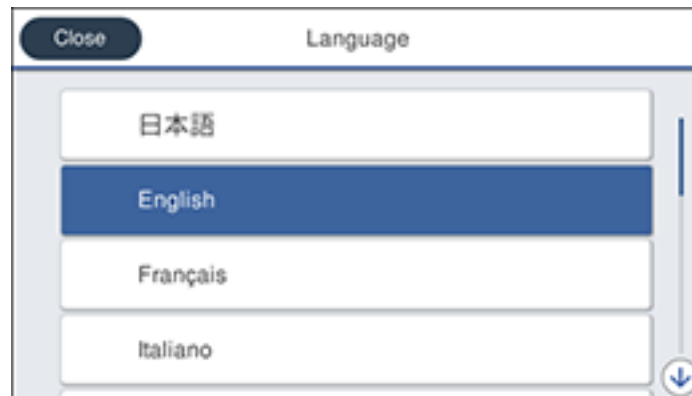 Close
Language
日本語
English
Français
Italiano